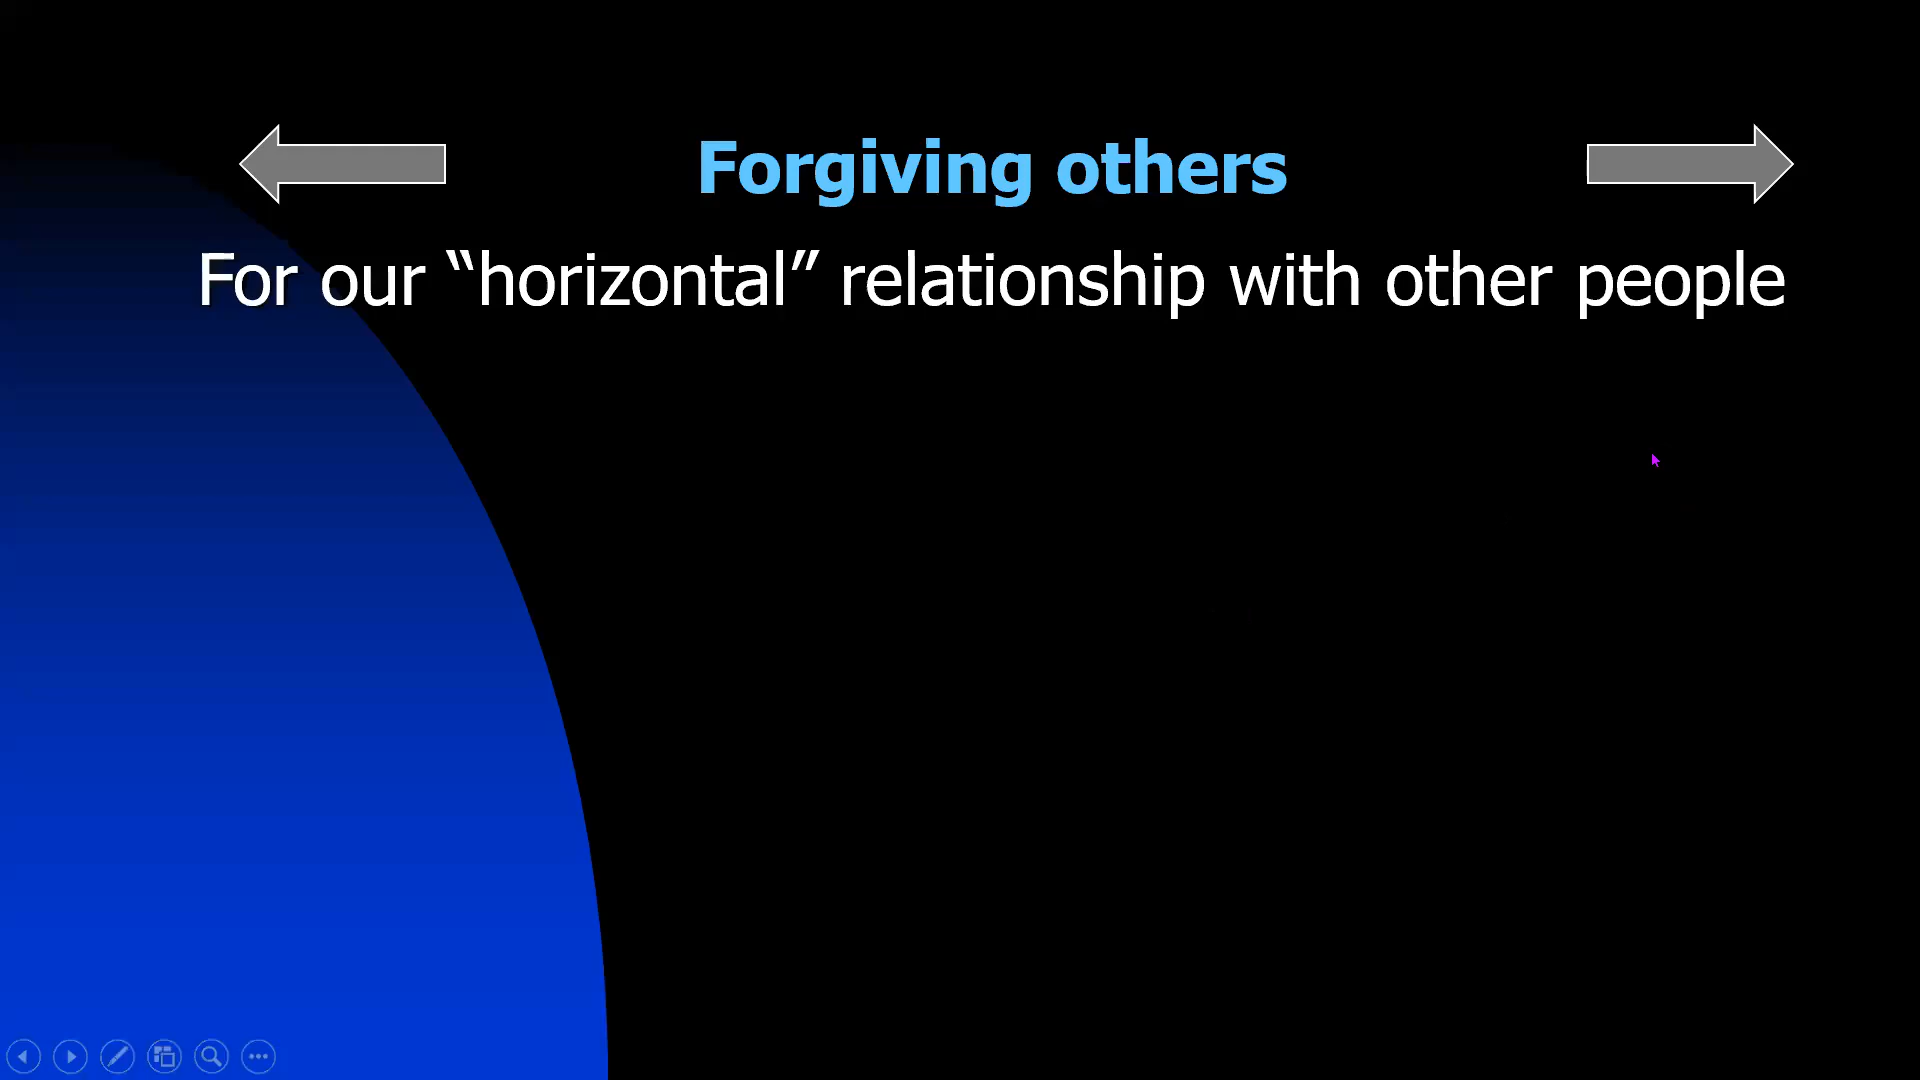 Forgiving others
For our “horizontal” relationship with other people